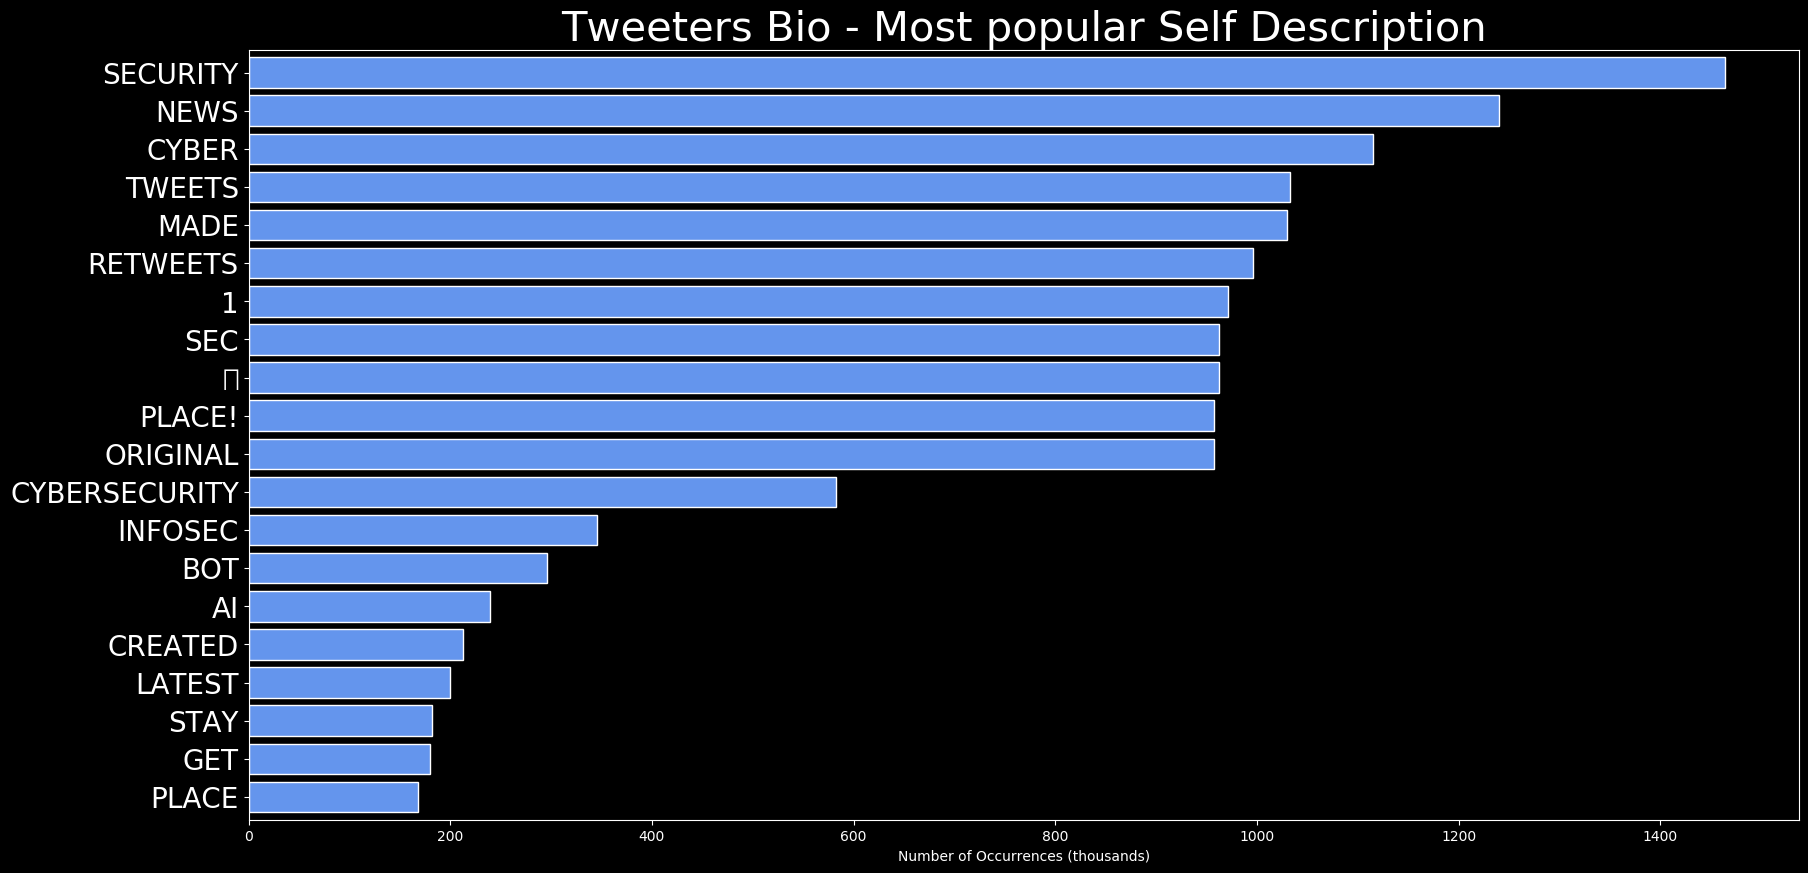 Tweeters Bio - Most popular Self Description
SECURITY
NEWS
CYBER
TWEETS
MADE
RETWEETS
1
SEC
PLACE!
ORIGINAL
CYBERSECURITY
INFOSEC
BOT
AI
CREATED
LATEST
STAY
GET
PLACE
0 200 400 600 800 1000 1200 1400
Number of Occurrences (thousands)